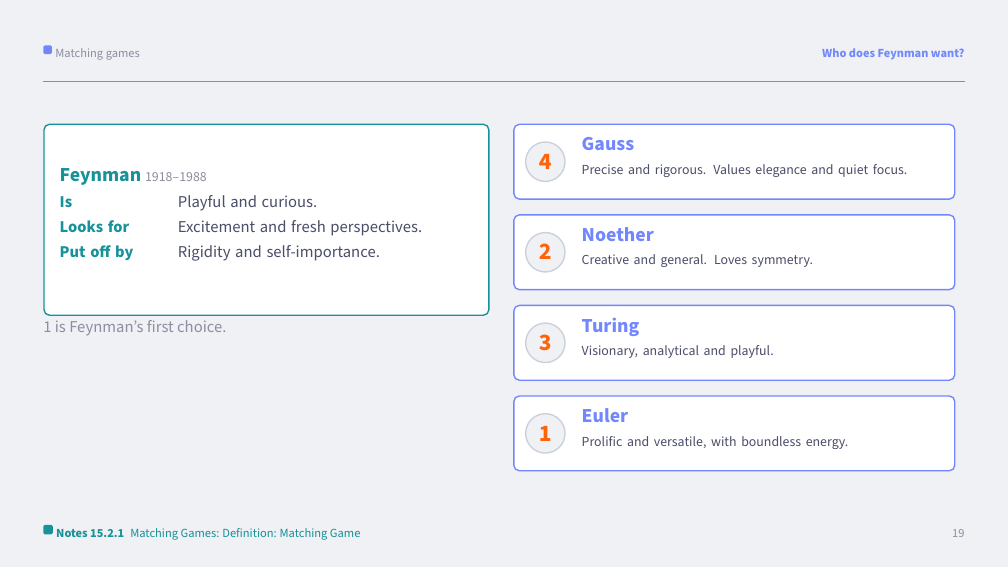 Matching games
Who does Feynman want?
Feynman 1918–1988
Is Playful and curious.
Looks for Excitement and fresh perspectives.
Put off by Rigidity and self-importance.
1 is Feynman’s first choice.
4
Gauss
Precise and rigorous. Values elegance and quiet focus.
2
Noether
Creative and general. Loves symmetry.
3
Turing
Visionary, analytical and playful.
1
Euler
Prolific and versatile, with boundless energy.
Notes 15.2.1 Matching Games: Definition: Matching Game
19